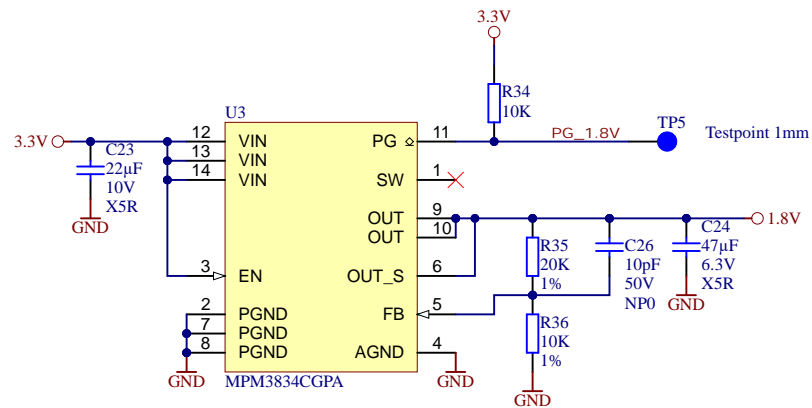 3.3V
R34
10K
TP5
Testpoint 1mm
PG_1.8V
U3
3.3V
C23
22µF
10V
X5R
GND
12 VIN PG 11
13 VIN
14 VIN SW 1
OUT 9
OUT 10
3 EN OUT_S 6
2 PGND FB 5
7 PGND
8 PGND AGND 4
MPM3834CGPA
GND
GND
1.8V
R35
20K
1%
C26
10pF
50V
NP0
C24
47µF
6.3V
X5R
GND
R36
10K
1%
GND